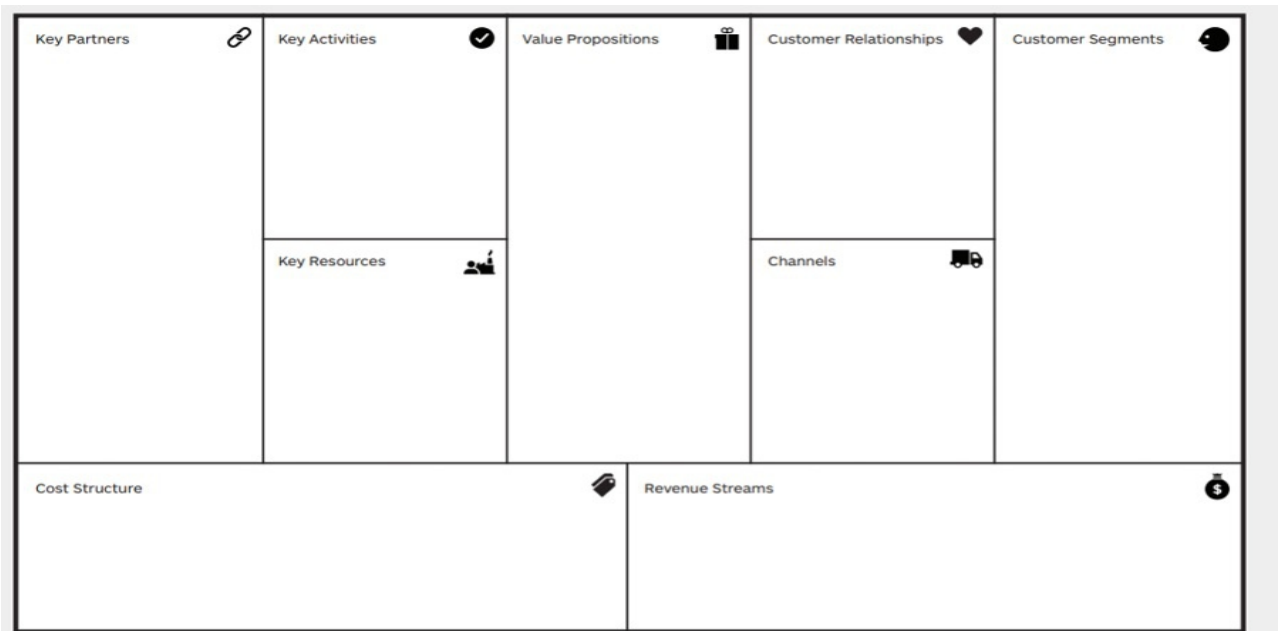 Key Partners
Key Activities
Value Propositions
Customer Relationships
Customer Segments
Key Resources
Channels
Cost Structure
Revenue Streams
$